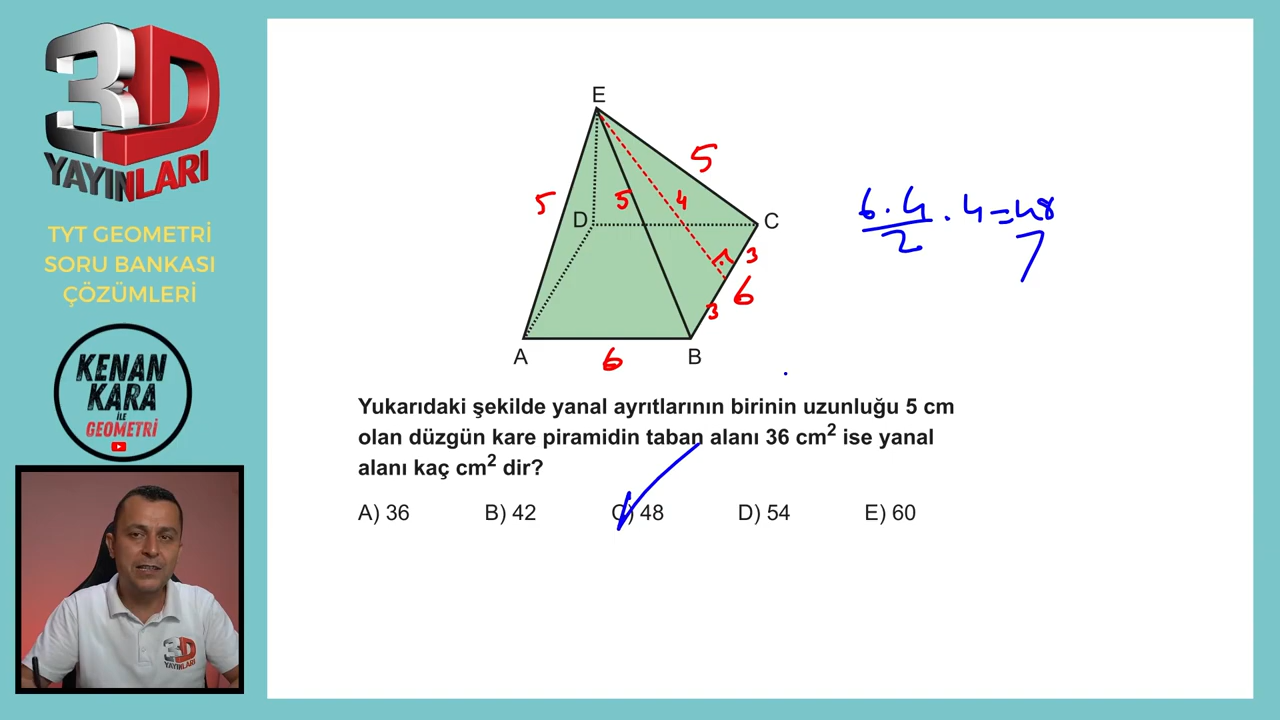 3D
YAYINLARI
TYT GEOMETRİ
SORU BANKASI
ÇÖZÜMLERİ
KENAN
KARA
İLE
GEOMETRİ
3D
YAYINLARI
E
5
5
5
4
D
C
3
6
3
A
6
B
6 . 4 / 2 . 4 = 48
Yukarıdaki şekilde yanal ayrıtlarının birinin uzunluğu 5 cm
olan düzgün kare piramidin taban alanı 36 cm² ise yanal
alanı kaç cm² dir?
A) 36 B) 42 C) 48 D) 54 E) 60